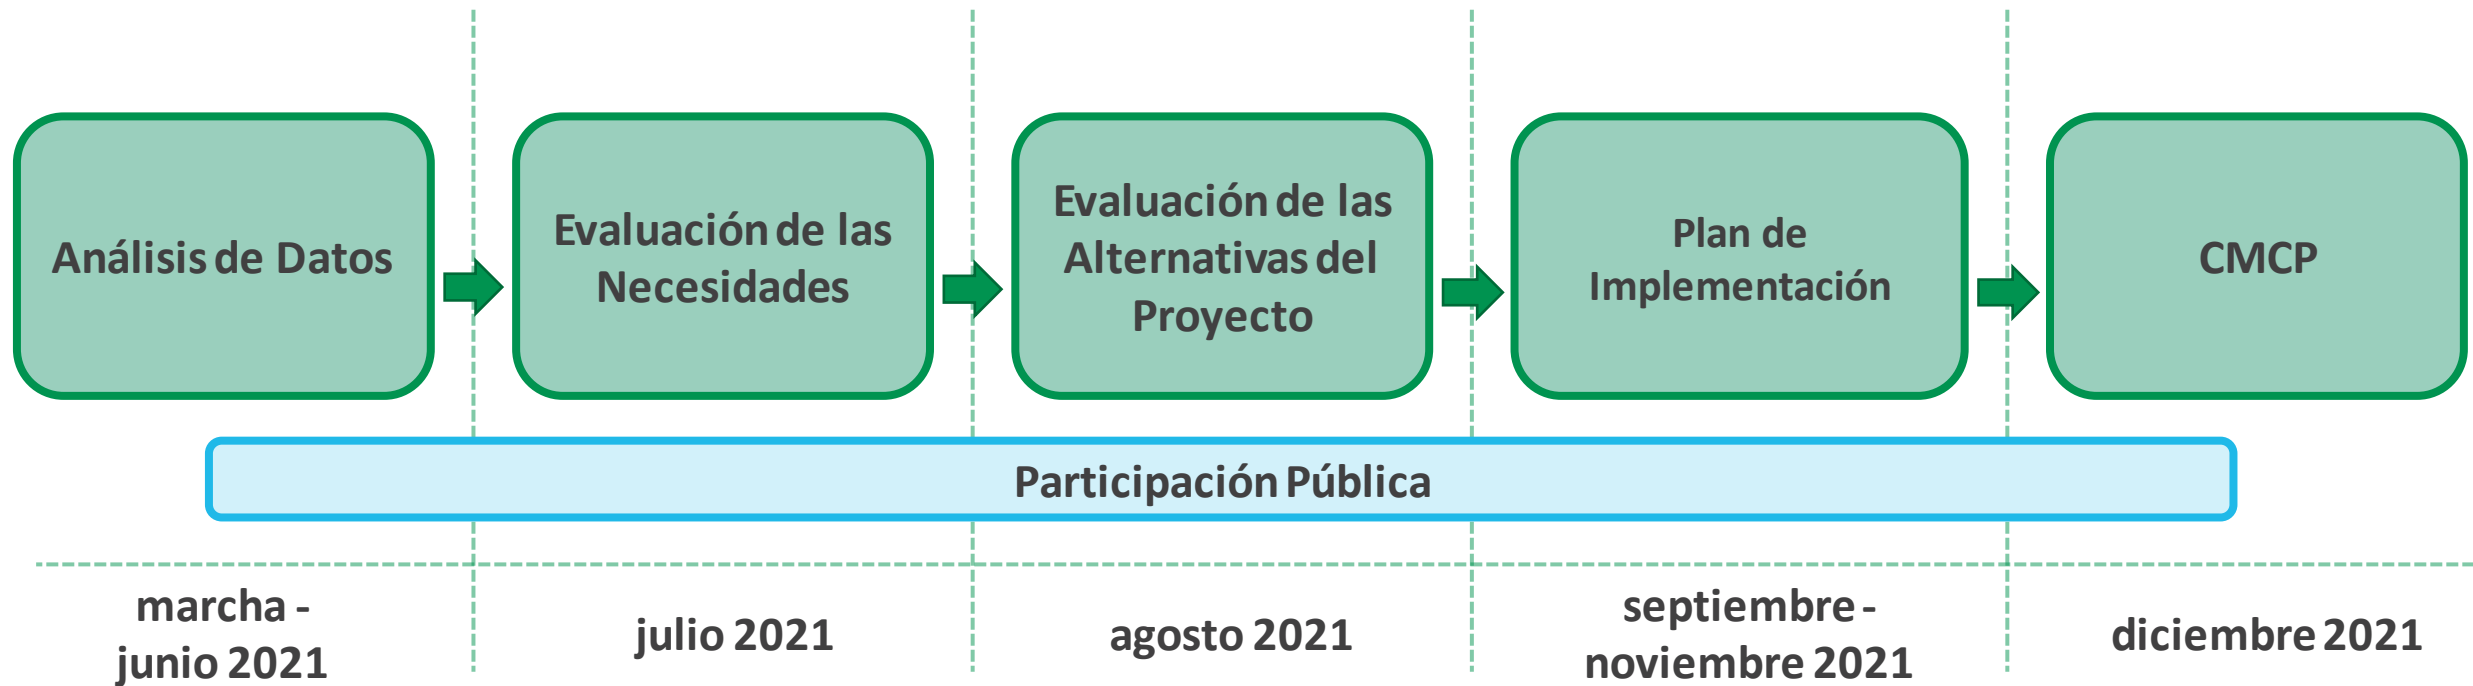 Análisis de Datos
Evaluación de las
Necesidades
Evaluación de las
Alternativas del
Proyecto
Plan de
Implementación
CMCP
Participación Pública
marcha -
junio 2021
julio 2021
agosto 2021
septiembre -
noviembre 2021
diciembre 2021